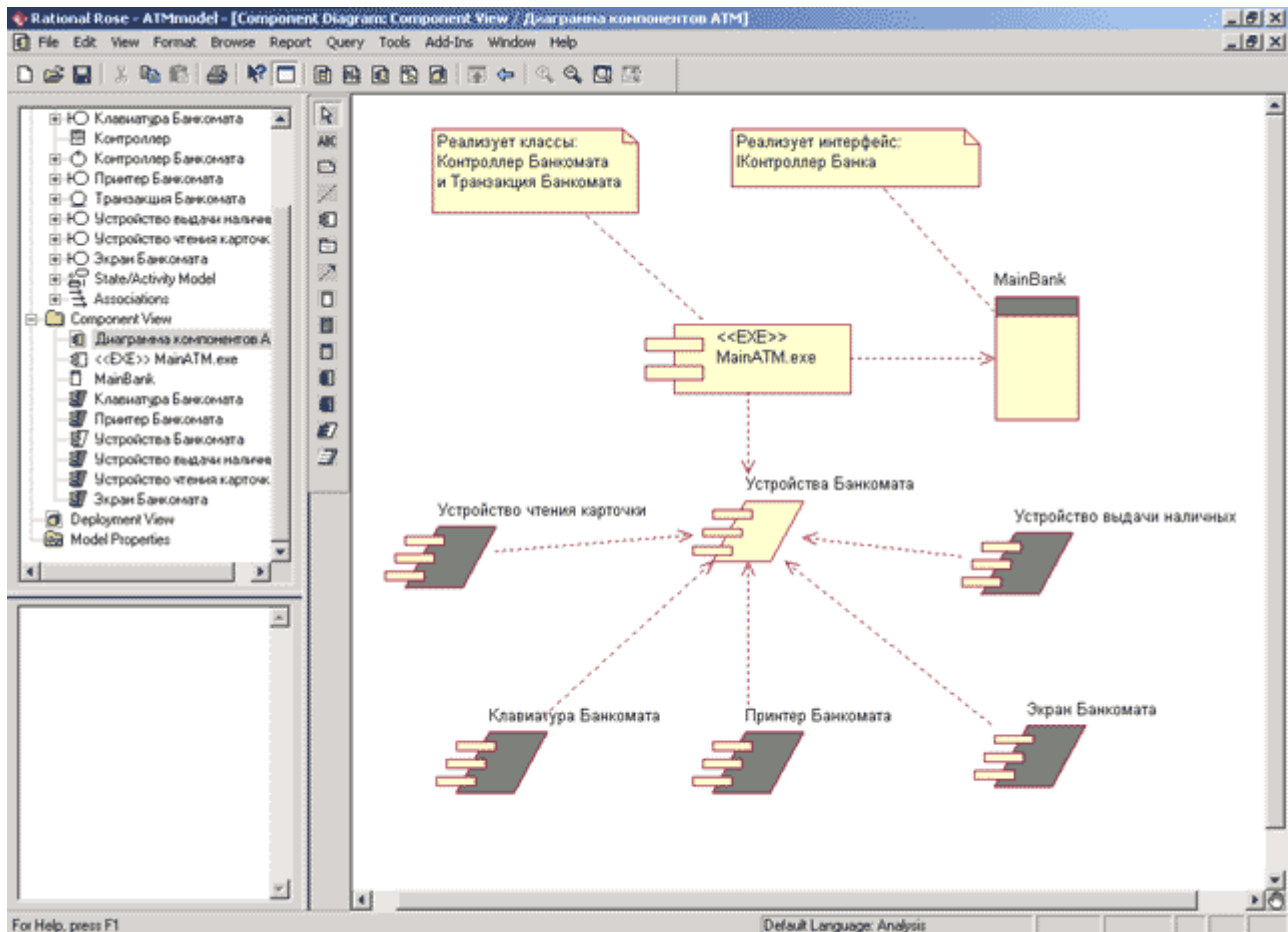 Rational Rose - ATMmodel - [Component Diagram: Component View / Диаграмма компонентов ATM]
File Edit View Format Browse Report Query Tools Add-Ins Window Help
ABC
Клавиатура Банкомата
Контроллер
Контроллер Банкомата
Принтер Банкомата
Транзакция Банкомата
Устройство выдачи наличн
Устройство чтения карточк
Экран Банкомата
State/Activity Model
Associations
Component View
Диаграмма компонентов A
<<EXE>> MainATM.exe
MainBank
Клавиатура Банкомата
Принтер Банкомата
Устройства Банкомата
Устройство выдачи наличн
Устройство чтения карточк
Экран Банкомата
Deployment View
Model Properties
Реализует классы:
Контроллер Банкомата
и Транзакция Банкомата
Реализует интерфейс:
IКонтроллер Банка
MainBank
<<EXE>>
MainATM.exe
Устройства Банкомата
Устройство чтения карточки
Устройство выдачи наличных
Клавиатура Банкомата
Принтер Банкомата
Экран Банкомата
For Help, press F1
Default Language: Analysis